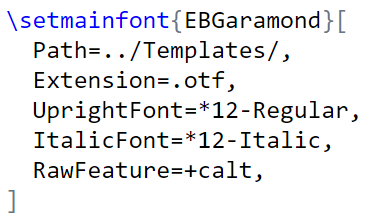 \setmainfont{EBGaramond}[
  Path=../Templates/,
  Extension=.otf,
  UprightFont=*12-Regular,
  ItalicFont=*12-Italic,
  RawFeature=+calt,
]